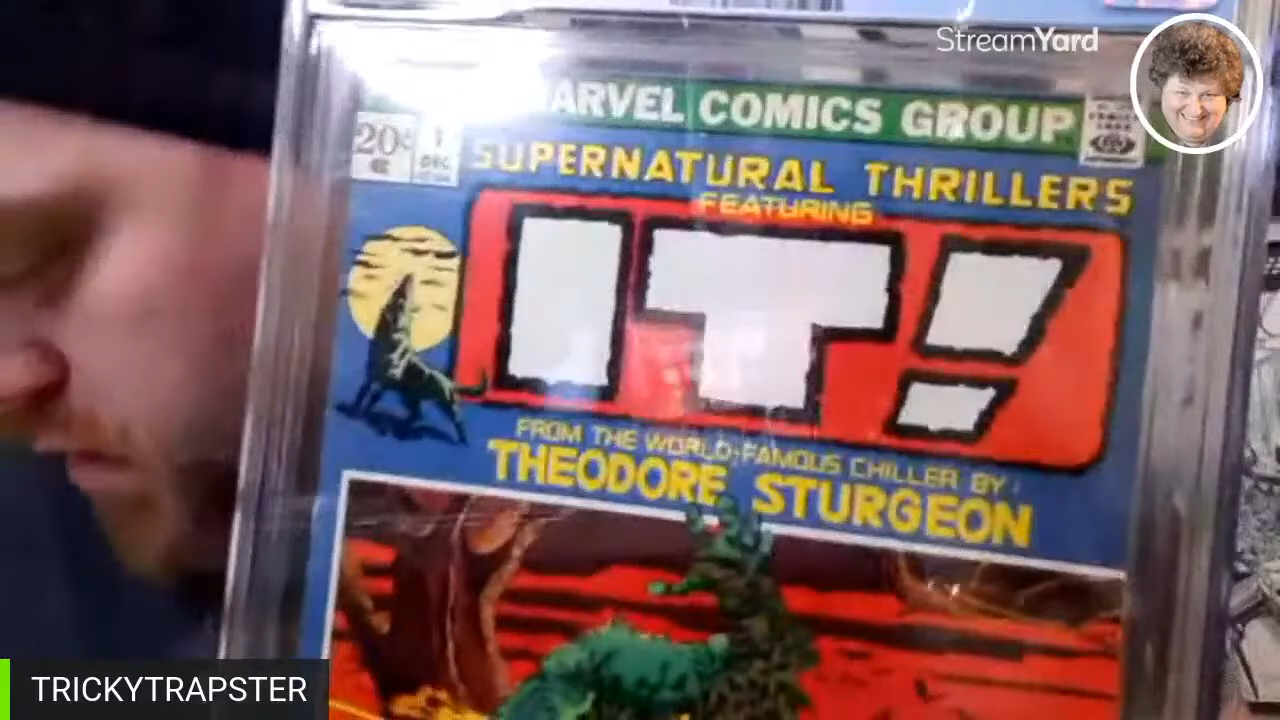 StreamYard
ARVEL COMICS GROUP
20¢
1
DEC
SUPERNATURAL THRILLERS
FEATURING
IT!
FROM THE WORLD-FAMOUS CHILLER BY
THEODORE STURGEON
TRICKYTRAPSTER